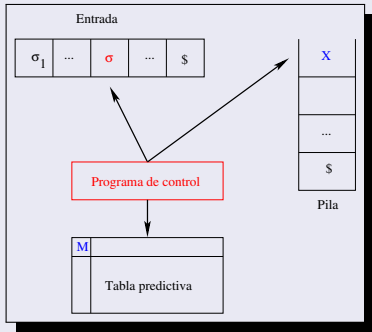 Entrada
σ1 ... σ ... $
X
...
$
Pila
Programa de control
M
Tabla predictiva